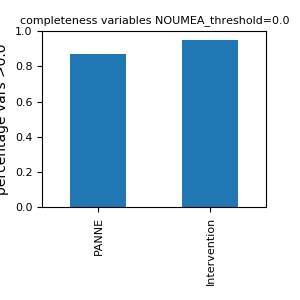 completeness variables NOUMEA_threshold=0.0
percentage vars >0.0
1.0
0.8
0.6
0.4
0.2
0.0
PANNE
Intervention